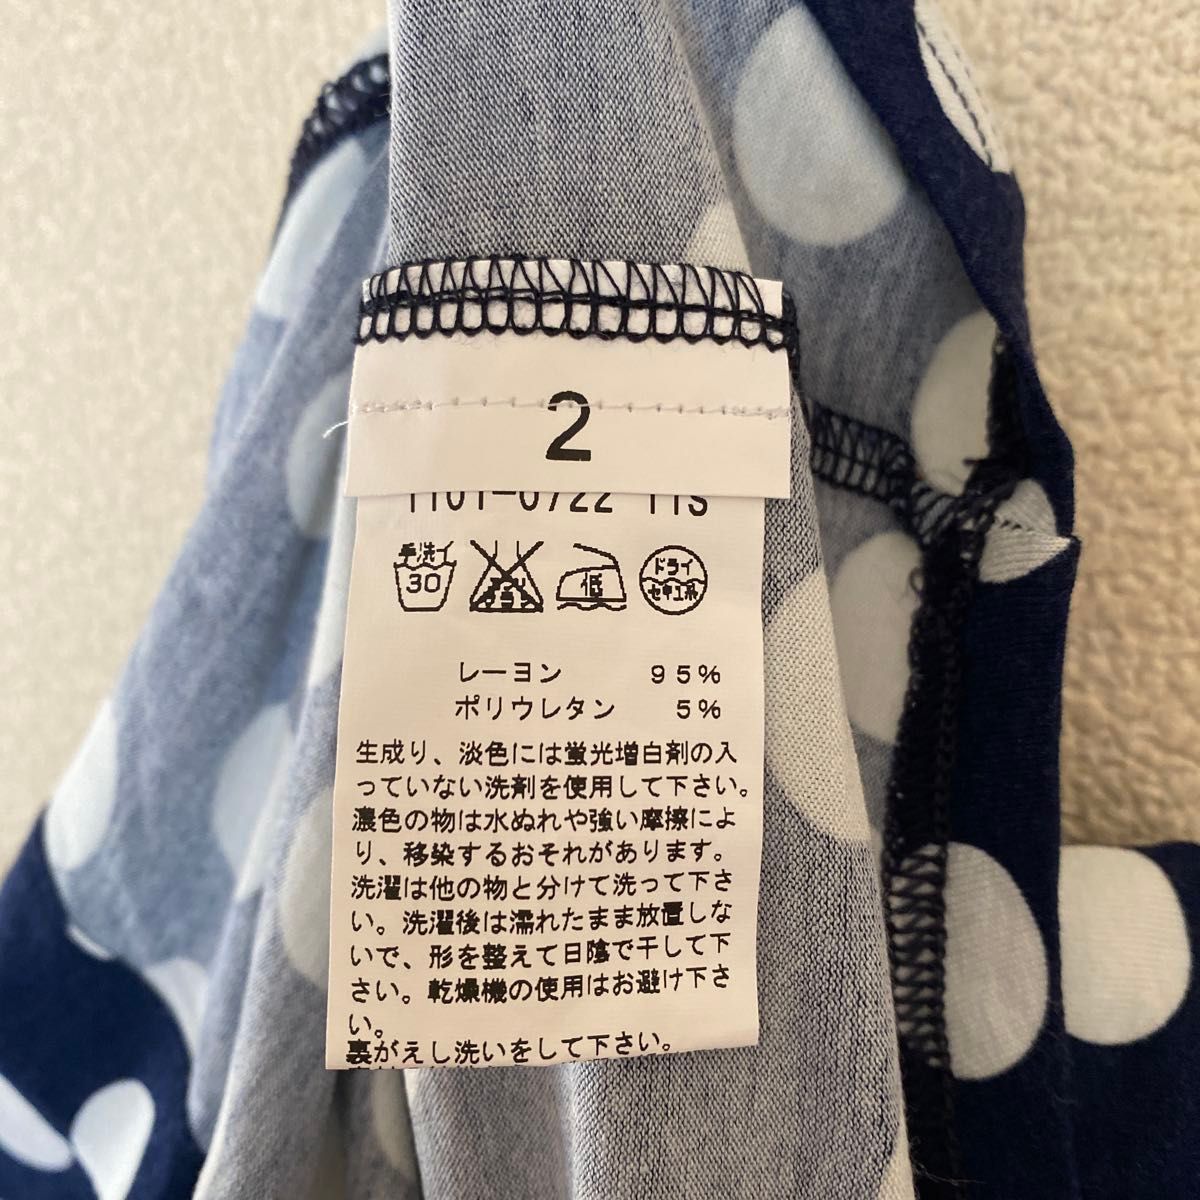 2
1101-0722 11S
手洗イ 30
エンソ サラシ
低
ドライ セキユ系
レーヨン 95%
ポリウレタン 5%
生成り、淡色には蛍光増白剤の入
っていない洗剤を使用して下さい。
濃色の物は水ぬれや強い摩擦によ
り、移染するおそれがあります。
洗濯は他の物と分けて洗って下さ
い。洗濯後は濡れたまま放置しな
いで、形を整えて日陰で干して下
さい。乾燥機の使用はお避け下さ
い。
裏がえし洗いをして下さい。